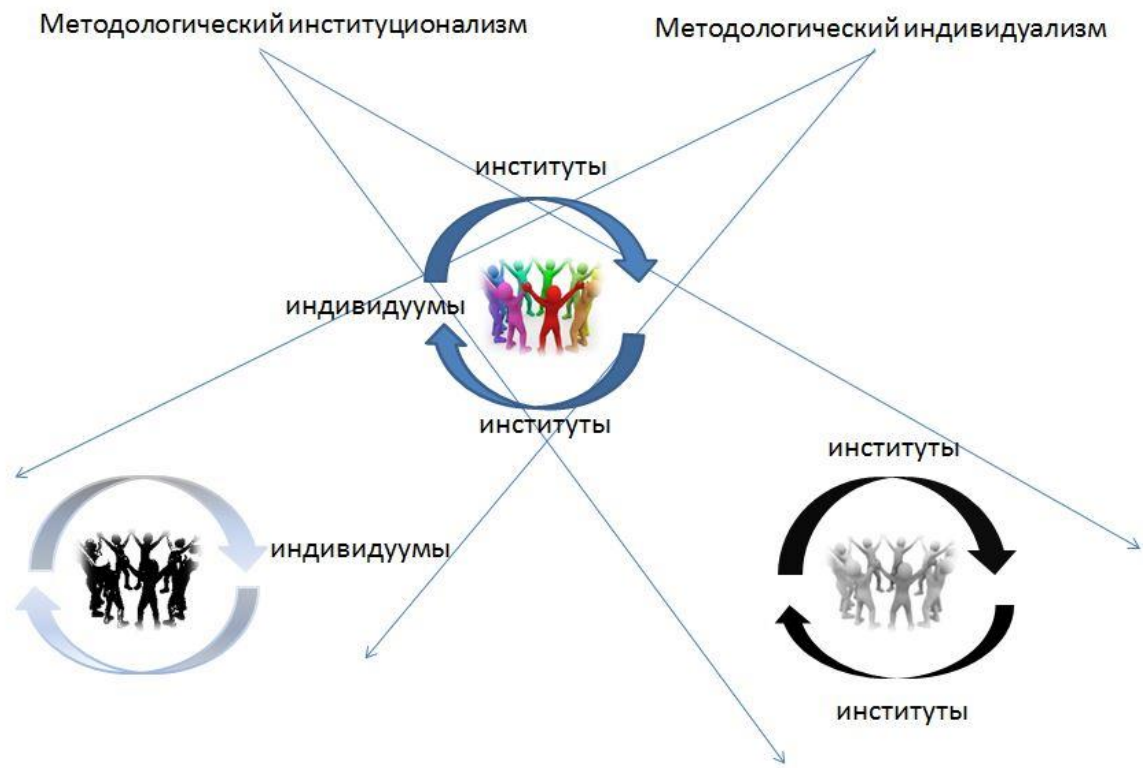 Методологический институционализм
Методологический индивидуализм
институты
индивидуумы
институты
институты
индивидуумы
институты